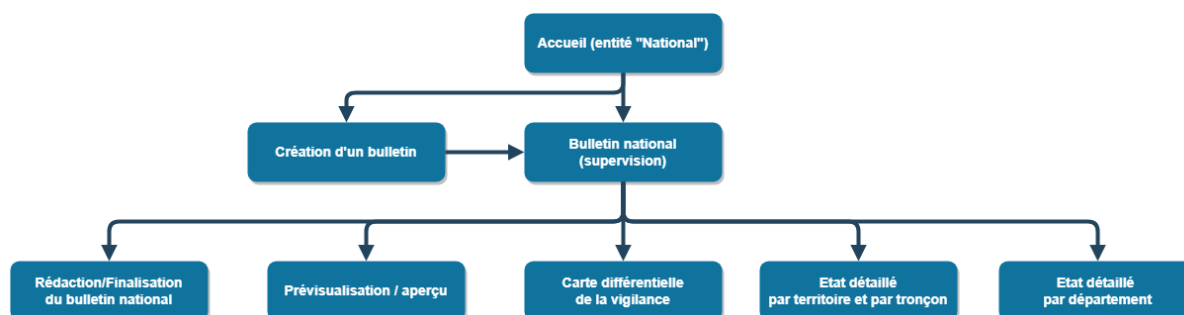 Accueil (entité "National")
Création d'un bulletin
Bulletin national
(supervision)
Rédaction/Finalisation
du bulletin national
Prévisualisation / aperçu
Carte différentielle
de la vigilance
Etat détaillé
par territoire et par tronçon
Etat détaillé
par département